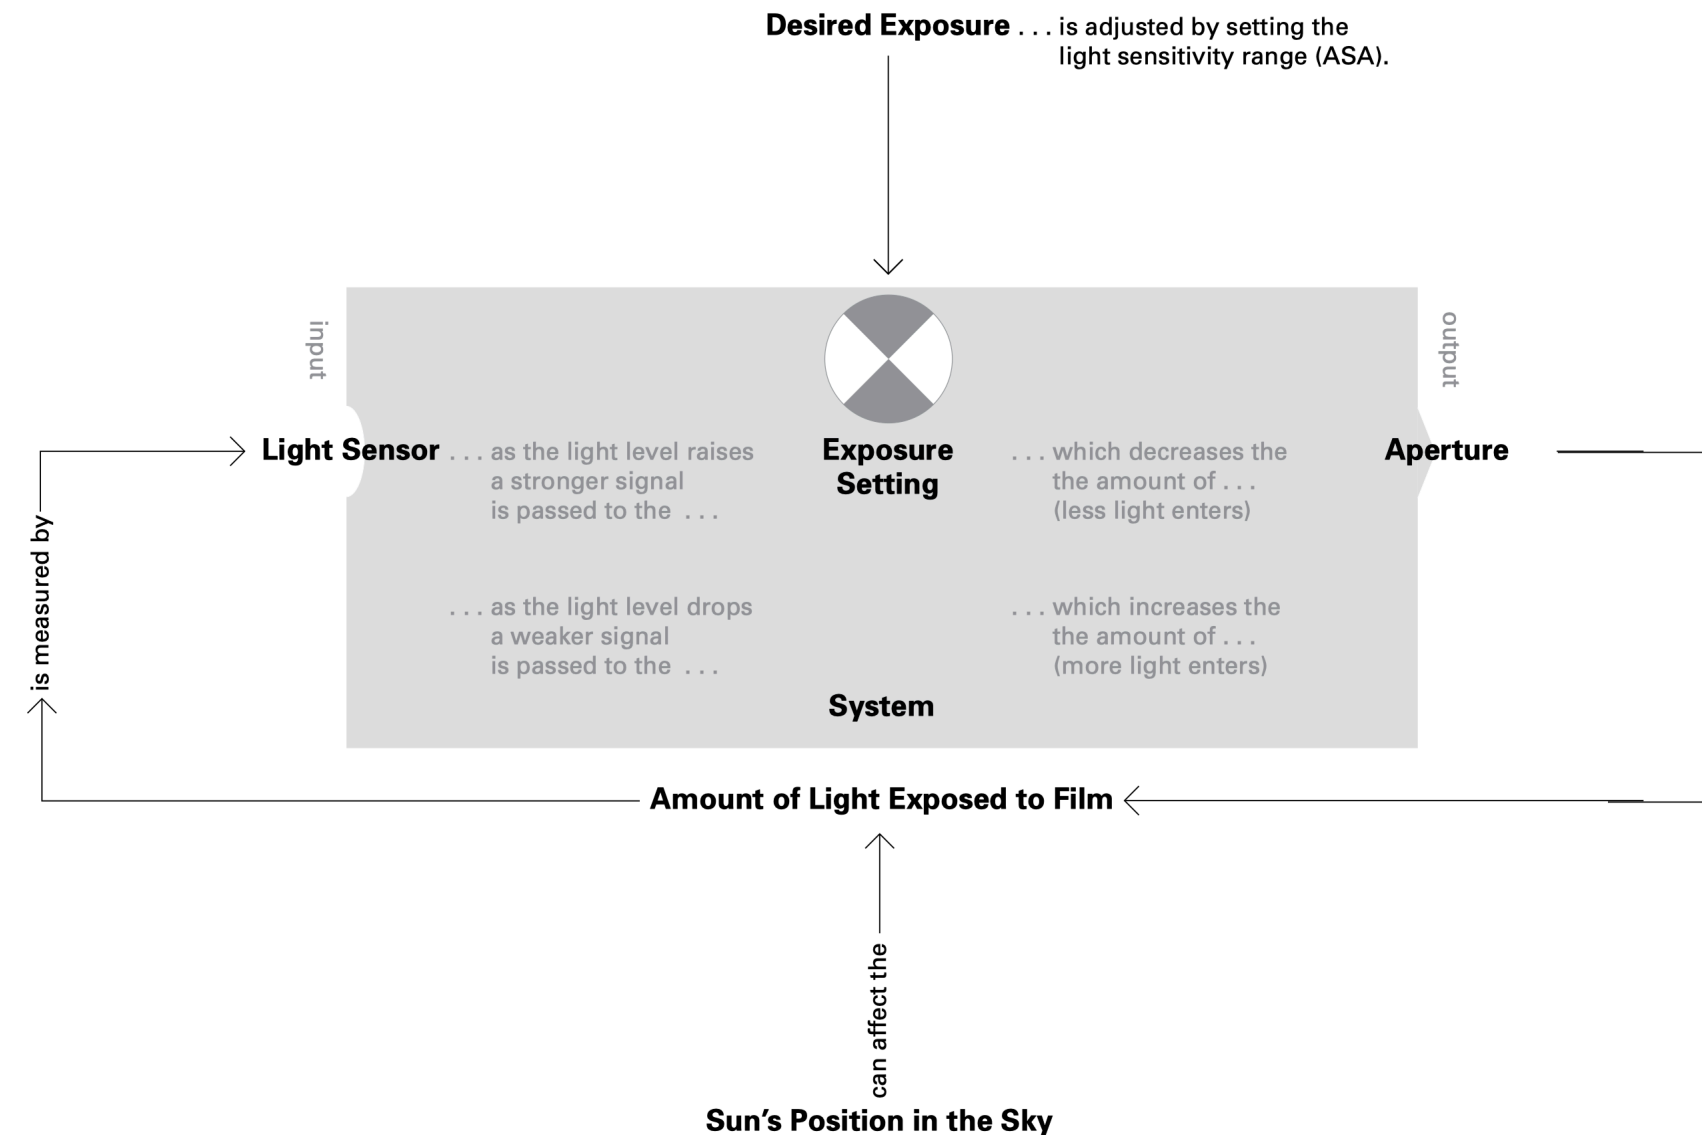 Desired Exposure . . . is adjusted by setting the
light sensitivity range (ASA).
input
output
Light Sensor . . . as the light level raises
a stronger signal
is passed to the . . .
Exposure
Setting
. . . which decreases the
the amount of . . .
(less light enters)
Aperture
is measured by
. . . as the light level drops
a weaker signal
is passed to the . . .
. . . which increases the
the amount of . . .
(more light enters)
System
Amount of Light Exposed to Film
can affect the
Sun’s Position in the Sky